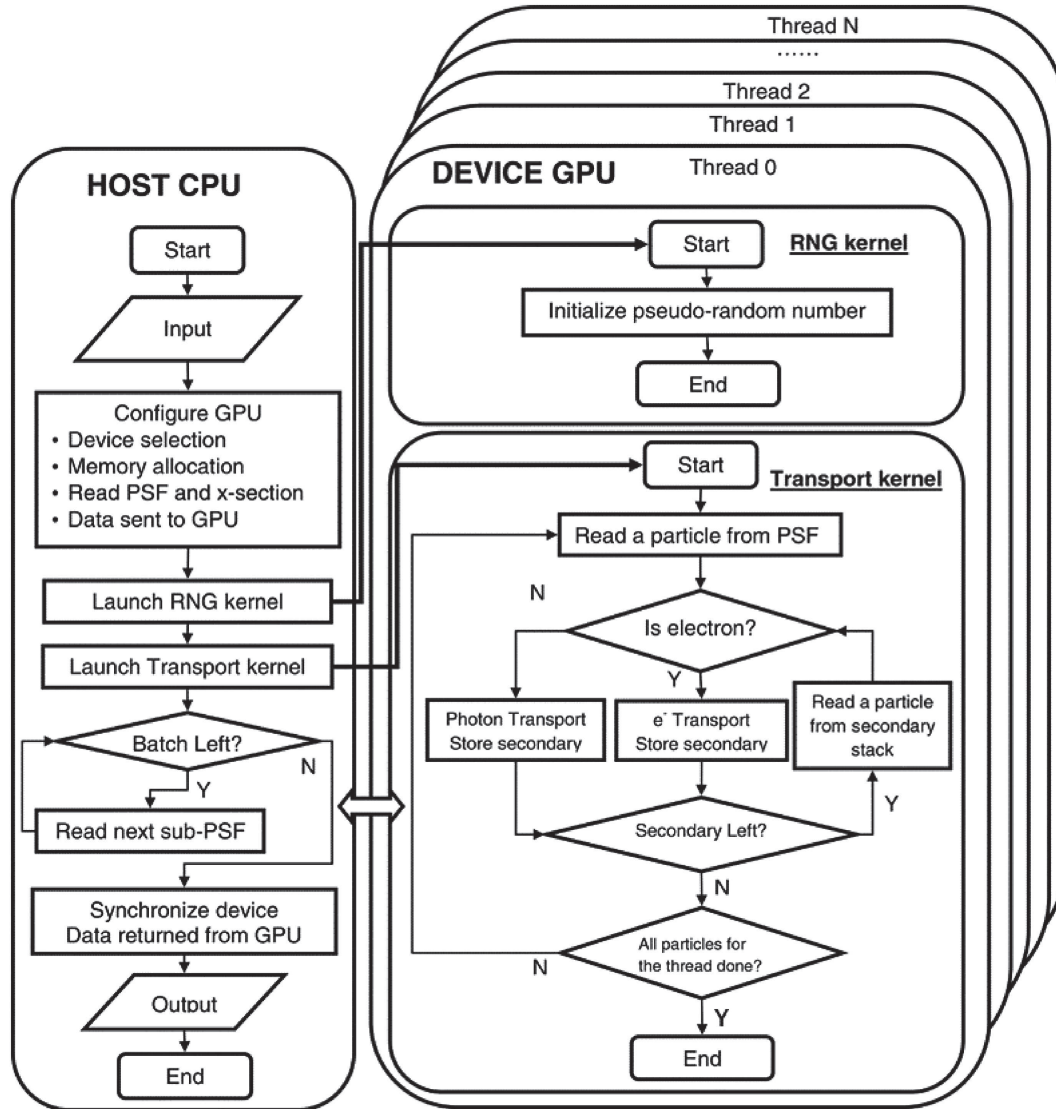 Thread N
......
Thread 2
Thread 1
Thread 0
HOST CPU
Start
Input
Configure GPU
• Device selection
• Memory allocation
• Read PSF and x-section
• Data sent to GPU
Launch RNG kernel
Launch Transport kernel
Batch Left?
N
Y
Read next sub-PSF
Synchronize device
Data returned from GPU
Output
End
DEVICE GPU
Start
RNG kernel
Initialize pseudo-random number
End
Start
Transport kernel
Read a particle from PSF
N
Is electron?
Y
Photon Transport
Store secondary
e⁻ Transport
Store secondary
Read a particle
from secondary
stack
Y
Secondary Left?
N
All particles for
the thread done?
N
Y
End